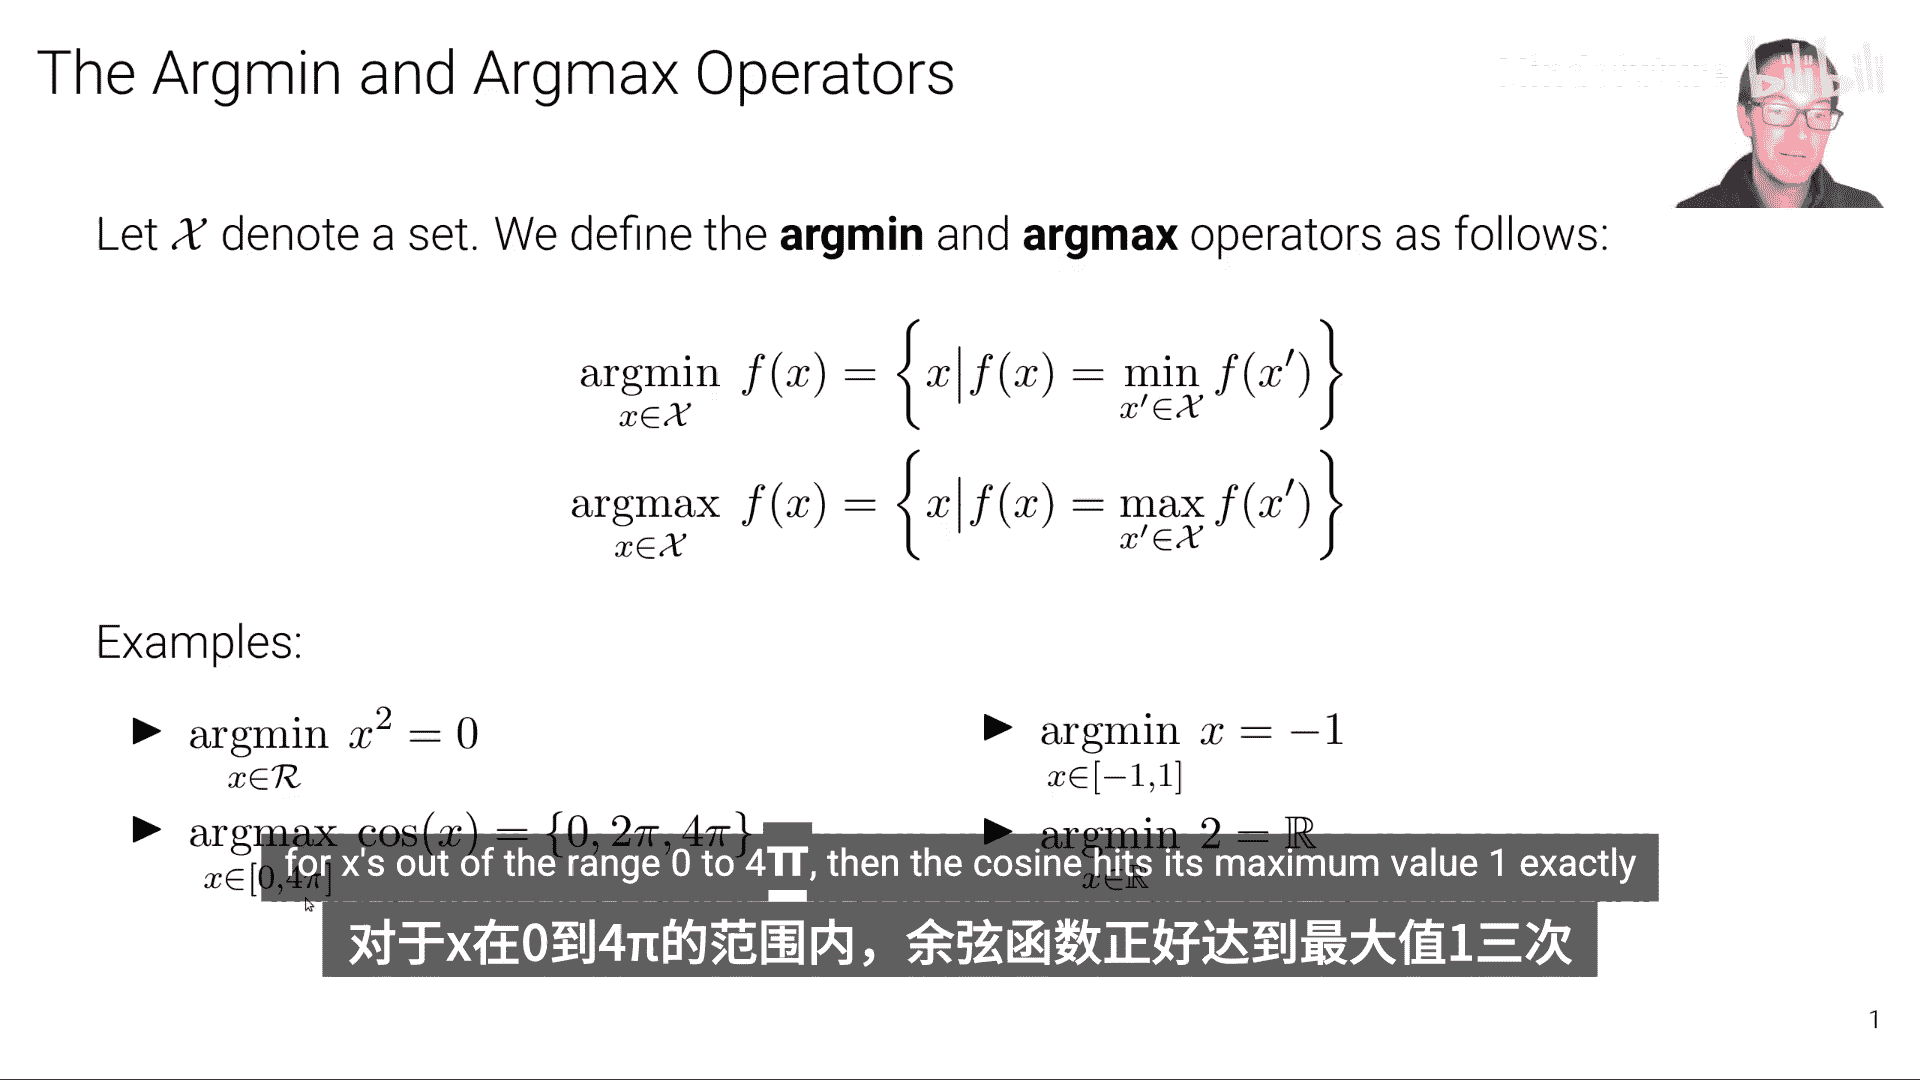 The Argmin and Argmax Operators
bilibili
Let 𝒳 denote a set. We define the argmin and argmax operators as follows:
argmin f(x) = { x | f(x) = min f(x′) }
x∈𝒳 x′∈𝒳
argmax f(x) = { x | f(x) = max f(x′) }
x∈𝒳 x′∈𝒳
Examples:
▶ argmin x² = 0
x∈ℛ
▶ argmin x = −1
x∈[−1,1]
▶ argmax cos(x) = {0, 2π, 4π}
x∈[0,4π]
▶ argmin 2 = ℝ
x∈ℝ
for x's out of the range 0 to 4π, then the cosine hits its maximum value 1 exactly
对于x在0到4π的范围内，余弦函数正好达到最大值1三次
1